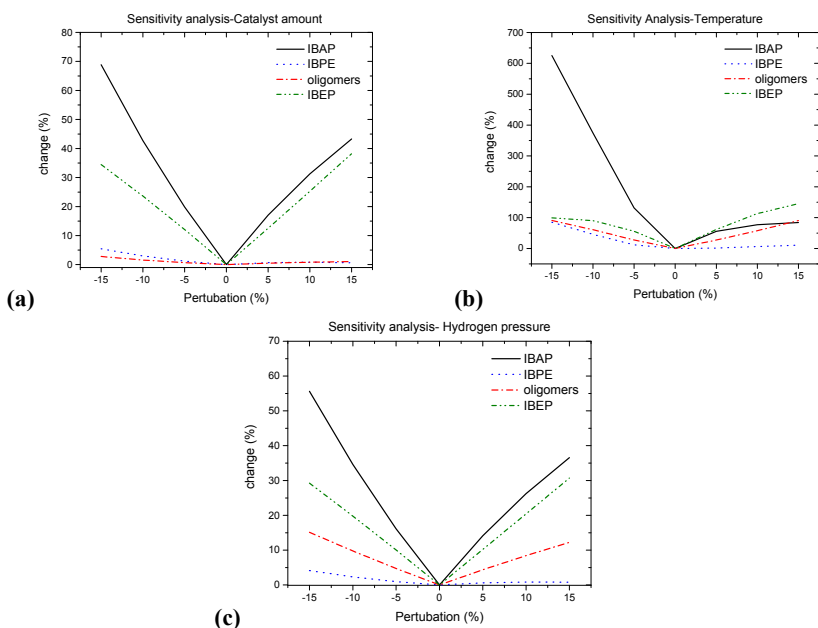 Sensitivity analysis-Catalyst amount
80
70
60
50
40
30
20
10
0
change (%)
-15 -10 -5 0 5 10 15
Pertubation (%)
IBAP
IBPE
oligomers
IBEP
(a)
Sensitivity Analysis-Temperature
700
600
500
400
300
200
100
0
change (%)
-15 -10 -5 0 5 10 15
Pertubation (%)
IBAP
IBPE
oligomers
IBEP
(b)
Sensitivity analysis- Hydrogen pressure
70
60
50
40
30
20
10
0
change (%)
-15 -10 -5 0 5 10 15
Pertubation (%)
IBAP
IBPE
oligomers
IBEP
(c)